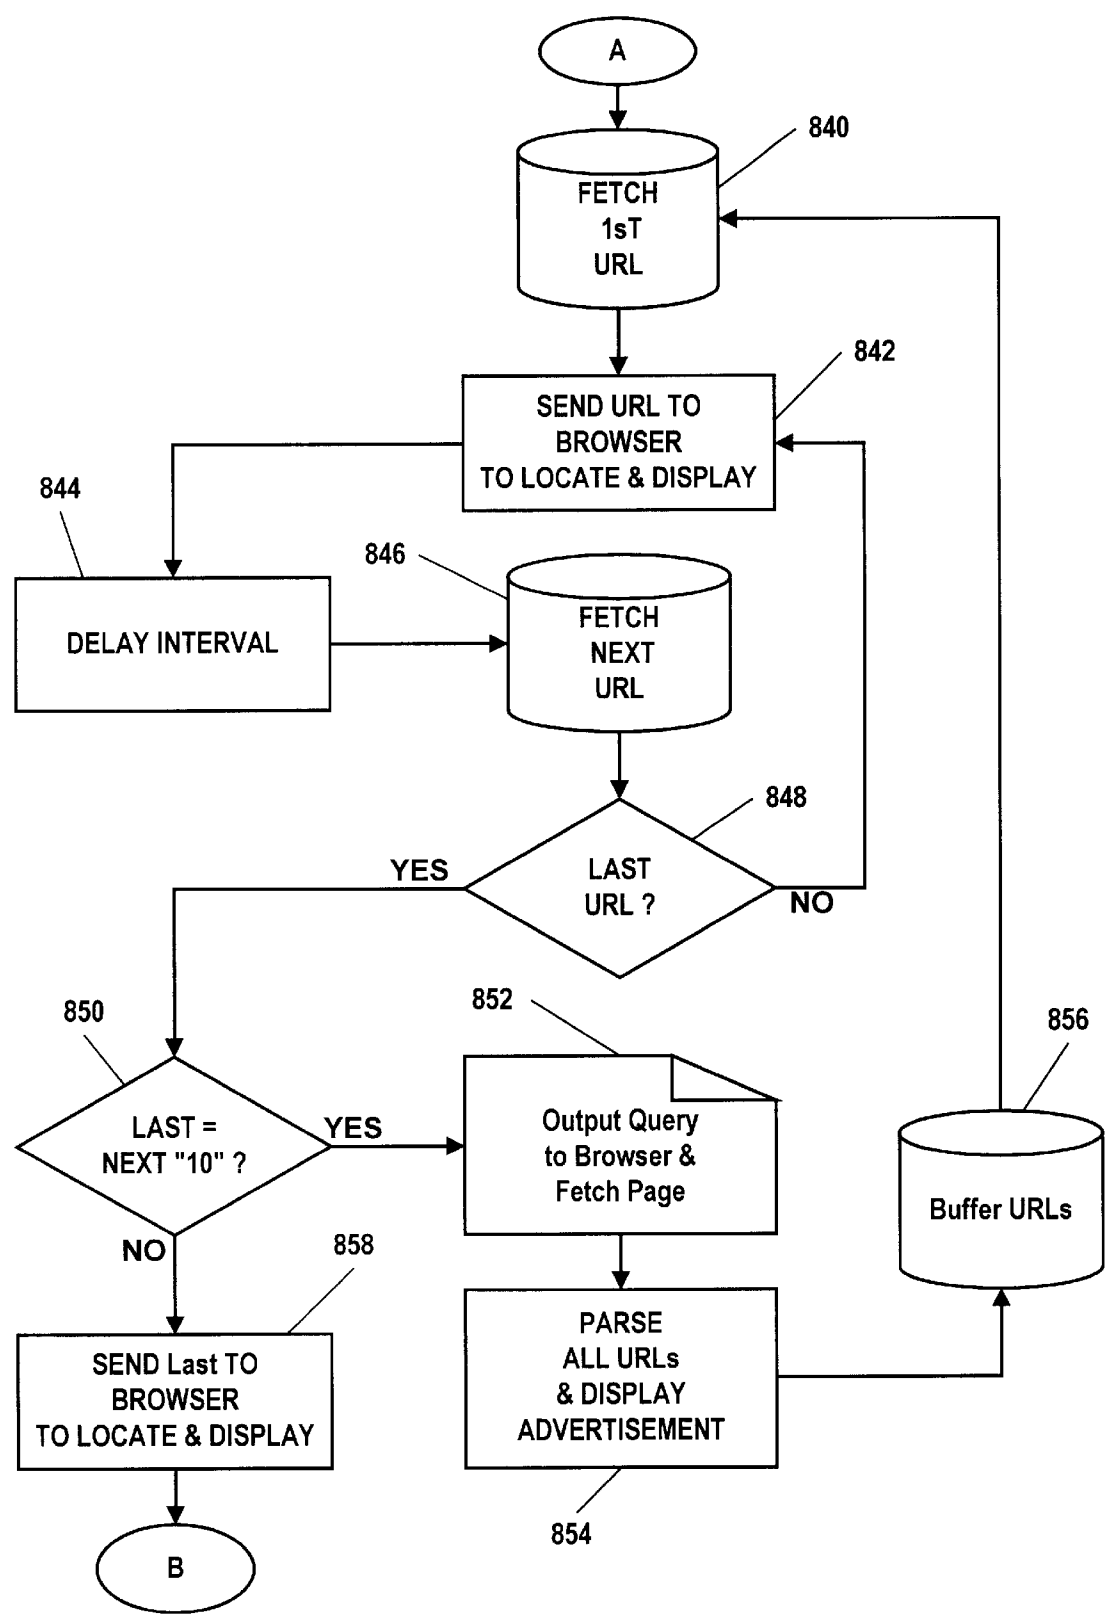 A
840
FETCH
1sT
URL
842
SEND URL TO
BROWSER
TO LOCATE & DISPLAY
844
DELAY INTERVAL
846
FETCH
NEXT
URL
848
LAST
URL ?
YES
NO
850
LAST =
NEXT "10" ?
YES
NO
852
Output Query
to Browser &
Fetch Page
856
Buffer URLs
858
SEND Last TO
BROWSER
TO LOCATE & DISPLAY
PARSE
ALL URLs
& DISPLAY
ADVERTISEMENT
854
B